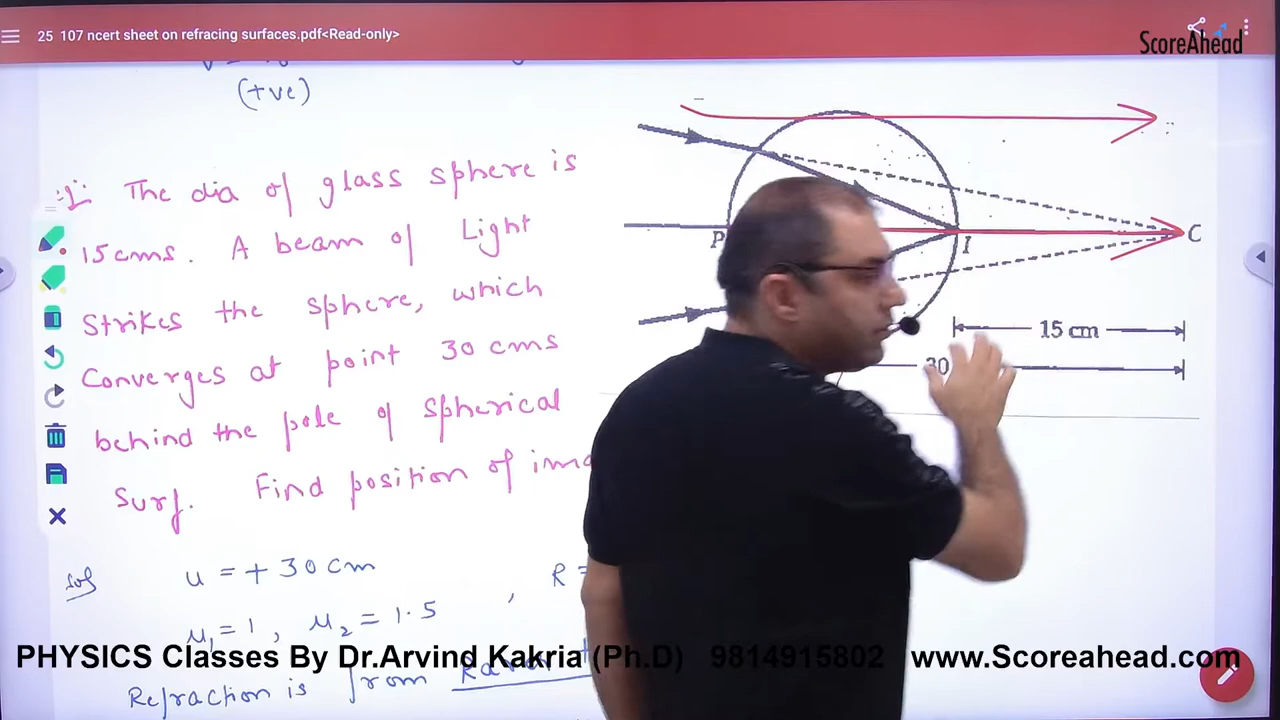 25 107 ncert sheet on refracing surfaces.pdf<Read-only>
ScoreAhead
(+ve)
The dia of glass sphere is
15 cms. A beam of Light
Strikes the sphere, which
Converges at point 30 cms
behind the pole of spherical
Surf. Find position of ima
P
I
C
15 cm
30
Sol u = + 30 cm , R =
μ1 = 1 , μ2 = 1.5
Refraction is from Rarer
PHYSICS Classes By Dr.Arvind Kakria (Ph.D) 9814915802 www.Scoreahead.com